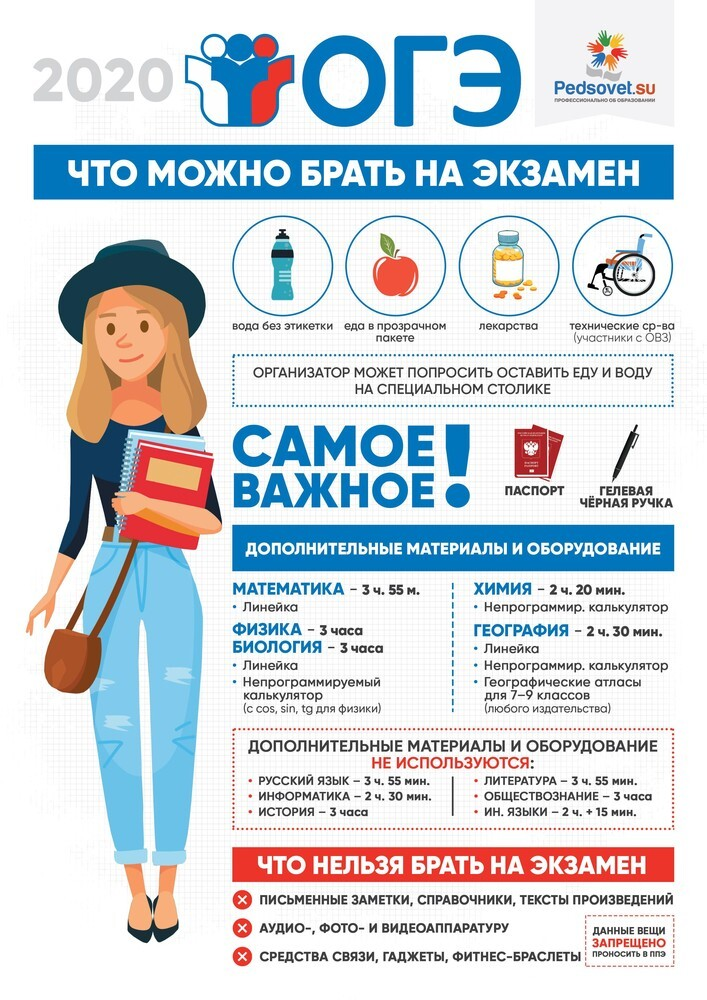 2020 ОГЭ
Pedsovet.su
ПРОФЕССИОНАЛЬНО ОБ ОБРАЗОВАНИИ
ЧТО МОЖНО БРАТЬ НА ЭКЗАМЕН
вода без этикетки
еда в прозрачном
пакете
лекарства
технические ср-ва
(участники с ОВЗ)
ОРГАНИЗАТОР МОЖЕТ ПОПРОСИТЬ ОСТАВИТЬ ЕДУ И ВОДУ
НА СПЕЦИАЛЬНОМ СТОЛИКЕ
САМОЕ
ВАЖНОЕ!
ПАСПОРТ
ГЕЛЕВАЯ
ЧЁРНАЯ РУЧКА
ДОПОЛНИТЕЛЬНЫЕ МАТЕРИАЛЫ И ОБОРУДОВАНИЕ
МАТЕМАТИКА – 3 ч. 55 м.
• Линейка
ФИЗИКА – 3 часа
БИОЛОГИЯ – 3 часа
• Линейка
• Непрограммируемый
калькулятор
(с cos, sin, tg для физики)
ХИМИЯ – 2 ч. 20 мин.
• Непрограммир. калькулятор
ГЕОГРАФИЯ – 2 ч. 30 мин.
• Линейка
• Непрограммир. калькулятор
• Географические атласы
для 7–9 классов
(любого издательства)
ДОПОЛНИТЕЛЬНЫЕ МАТЕРИАЛЫ И ОБОРУДОВАНИЕ
НЕ ИСПОЛЬЗУЮТСЯ:
• РУССКИЙ ЯЗЫК – 3 ч. 55 мин.
• ИНФОРМАТИКА – 2 ч. 30 мин.
• ИСТОРИЯ – 3 часа
• ЛИТЕРАТУРА – 3 ч. 55 мин.
• ОБЩЕСТВОЗНАНИЕ – 3 часа
• ИН. ЯЗЫКИ – 2 ч. + 15 мин.
ЧТО НЕЛЬЗЯ БРАТЬ НА ЭКЗАМЕН
ПИСЬМЕННЫЕ ЗАМЕТКИ, СПРАВОЧНИКИ, ТЕКСТЫ ПРОИЗВЕДЕНИЙ
АУДИО-, ФОТО- И ВИДЕОАППАРАТУРУ
СРЕДСТВА СВЯЗИ, ГАДЖЕТЫ, ФИТНЕС-БРАСЛЕТЫ
ДАННЫЕ ВЕЩИ
ЗАПРЕЩЕНО
ПРОНОСИТЬ В ППЭ